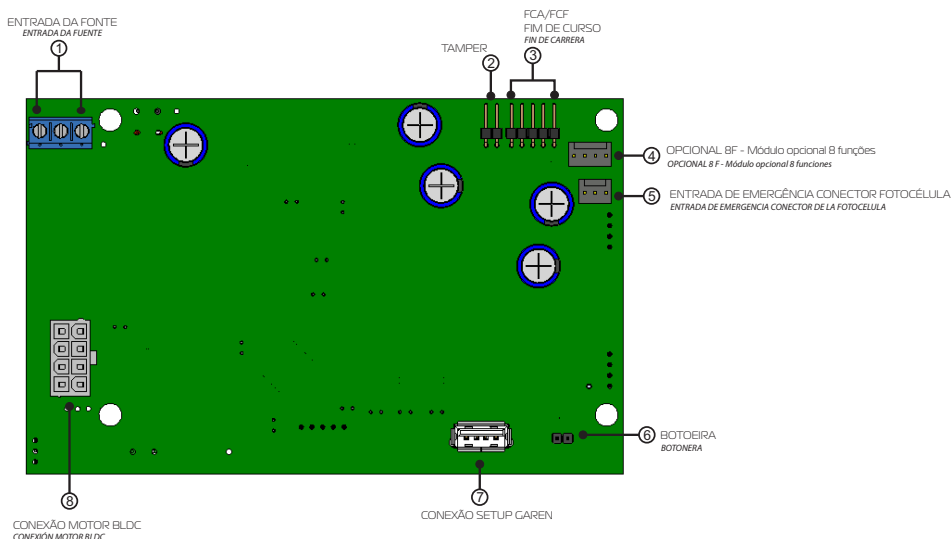 ENTRADA DA FONTE
ENTRADA DA FUENTE
1
TAMPER
2
FCA/FCF
FIM DE CURSO
FIN DE CARRERA
3
4 OPCIONAL 8F - Módulo opcional 8 funções
OPCIONAL 8 F - Módulo opcional 8 funciones
5 ENTRADA DE EMERGÊNCIA CONECTOR FOTOCÉLULA
ENTRADA DE EMERGENCIA CONECTOR DE LA FOTOCELULA
6 BOTOEIRA
BOTONERA
7
CONEXÃO SETUP GAREN
8
CONEXÃO MOTOR BLDC
CONEXIÓN MOTOR BLDC